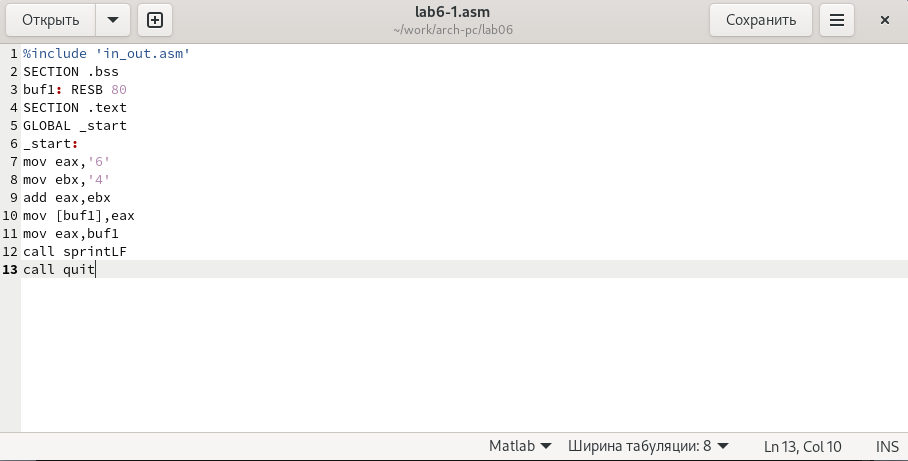 Открыть
lab6-1.asm
~/work/arch-pc/lab06
Сохранить
1 %include 'in_out.asm'
2 SECTION .bss
3 buf1: RESB 80
4 SECTION .text
5 GLOBAL _start
6 _start:
7 mov eax,'6'
8 mov ebx,'4'
9 add eax,ebx
10 mov [buf1],eax
11 mov eax,buf1
12 call sprintLF
13 call quit
Matlab Ширина табуляции: 8 Ln 13, Col 10 INS